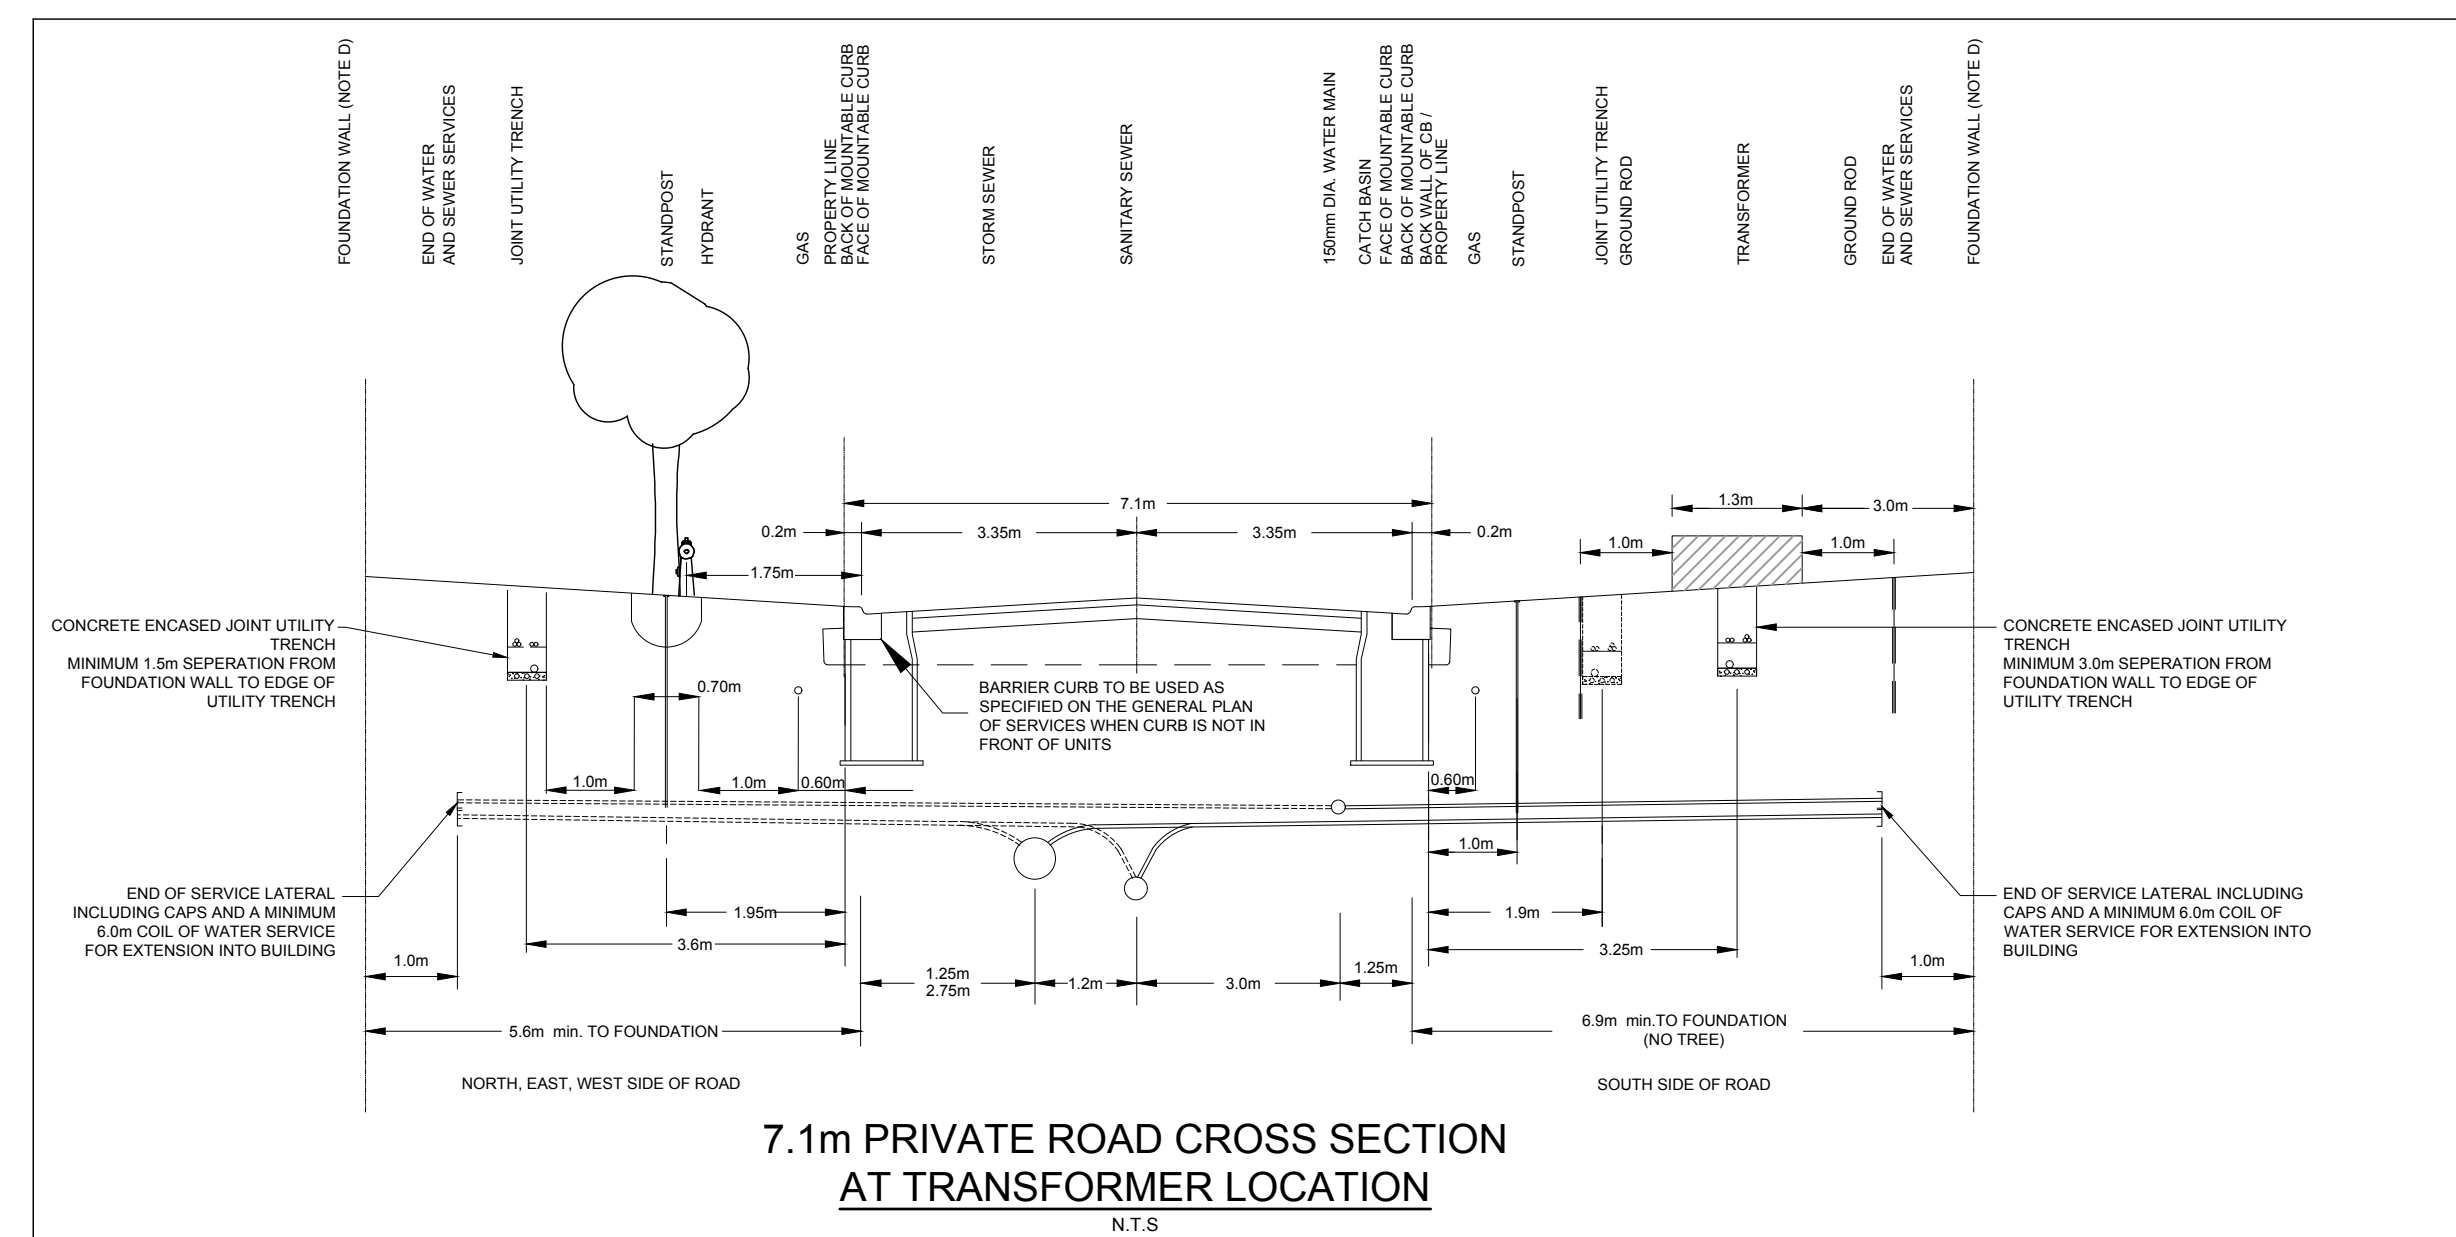 FOUNDATION WALL (NOTE D)
END OF WATER
AND SEWER SERVICES
JOINT UTILITY TRENCH
STANDPOST
HYDRANT
GAS
PROPERTY LINE
BACK OF MOUNTABLE CURB
FACE OF MOUNTABLE CURB
STORM SEWER
SANITARY SEWER
150mm DIA. WATER MAIN
CATCH BASIN
FACE OF MOUNTABLE CURB
BACK OF MOUNTABLE CURB
BACK WALL OF CB /
PROPERTY LINE
GAS
STANDPOST
JOINT UTILITY TRENCH
GROUND ROD
TRANSFORMER
GROUND ROD
END OF WATER
AND SEWER SERVICES
FOUNDATION WALL (NOTE D)
7.1m
1.3m
3.0m
0.2m
3.35m
3.35m
0.2m
1.0m
1.0m
1.75m
CONCRETE ENCASED JOINT UTILITY
TRENCH
MINIMUM 1.5m SEPERATION FROM
FOUNDATION WALL TO EDGE OF
UTILITY TRENCH
0.70m
BARRIER CURB TO BE USED AS
SPECIFIED ON THE GENERAL PLAN
OF SERVICES WHEN CURB IS NOT IN
FRONT OF UNITS
CONCRETE ENCASED JOINT UTILITY
TRENCH
MINIMUM 3.0m SEPERATION FROM
FOUNDATION WALL TO EDGE OF
UTILITY TRENCH
1.0m
1.0m
0.60m
0.60m
1.0m
END OF SERVICE LATERAL
INCLUDING CAPS AND A MINIMUM
6.0m COIL OF WATER SERVICE
FOR EXTENSION INTO BUILDING
1.95m
1.9m
END OF SERVICE LATERAL INCLUDING
CAPS AND A MINIMUM 6.0m COIL OF
WATER SERVICE FOR EXTENSION INTO
BUILDING
3.6m
3.25m
1.0m
1.25m
2.75m
1.2m
3.0m
1.25m
1.0m
5.6m min. TO FOUNDATION
6.9m min.TO FOUNDATION
(NO TREE)
NORTH, EAST, WEST SIDE OF ROAD
SOUTH SIDE OF ROAD
7.1m PRIVATE ROAD CROSS SECTION
AT TRANSFORMER LOCATION
N.T.S